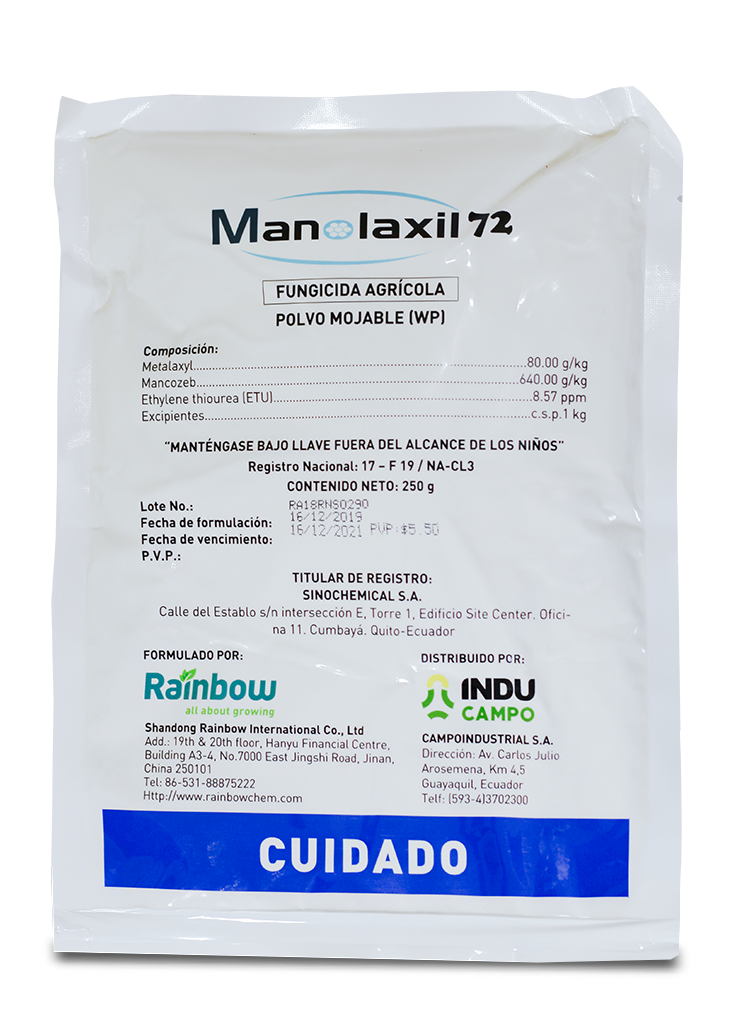 Manolaxil 72
FUNGICIDA AGRÍCOLA
POLVO MOJABLE (WP)
Composición:
Metalaxyl....................................................................................80.00 g/kg
Mancozeb..................................................................................640.00 g/kg
Ethylene thiourea (ETU)..................................................................8.57 ppm
Excipientes.................................................................................c.s.p.1 kg
“MANTÉNGASE BAJO LLAVE FUERA DEL ALCANCE DE LOS NIÑOS”
Registro Nacional: 17 – F 19 / NA-CL3
CONTENIDO NETO: 250 g
Lote No.: RA18RNS0290
Fecha de formulación: 16/12/2019
Fecha de vencimiento: 16/12/2021 PVP:$5.50
P.V.P.:
TITULAR DE REGISTRO:
SINOCHEMICAL S.A.
Calle del Establo s/n intersección E, Torre 1, Edificio Site Center. Ofici-
na 11. Cumbayá. Quito-Ecuador
FORMULADO POR:
Rainbow
all about growing
Shandong Rainbow International Co., Ltd
Add.: 19th & 20th floor, Hanyu Financial Centre,
Building A3-4, No.7000 East Jingshi Road, Jinan,
China 250101
Tel: 86-531-88875222
Http://www.rainbowchem.com
DISTRIBUIDO POR:
INDU
CAMPO
CAMPOINDUSTRIAL S.A.
Dirección: Av. Carlos Julio
Arosemena, Km 4,5
Guayaquil, Ecuador
Telf: (593-4)3702300
CUIDADO